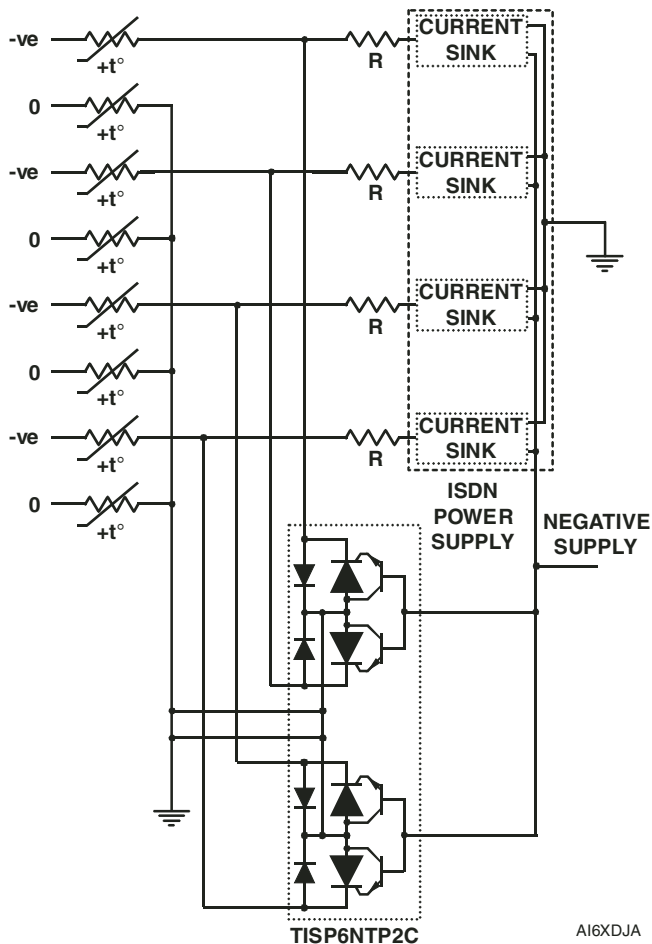 -ve
+t°
R
CURRENT
SINK
0
+t°
-ve
+t°
R
CURRENT
SINK
0
+t°
-ve
+t°
R
CURRENT
SINK
0
+t°
-ve
+t°
R
CURRENT
SINK
0
+t°
ISDN
POWER
SUPPLY
NEGATIVE
SUPPLY
TISP6NTP2C
AI6XDJA